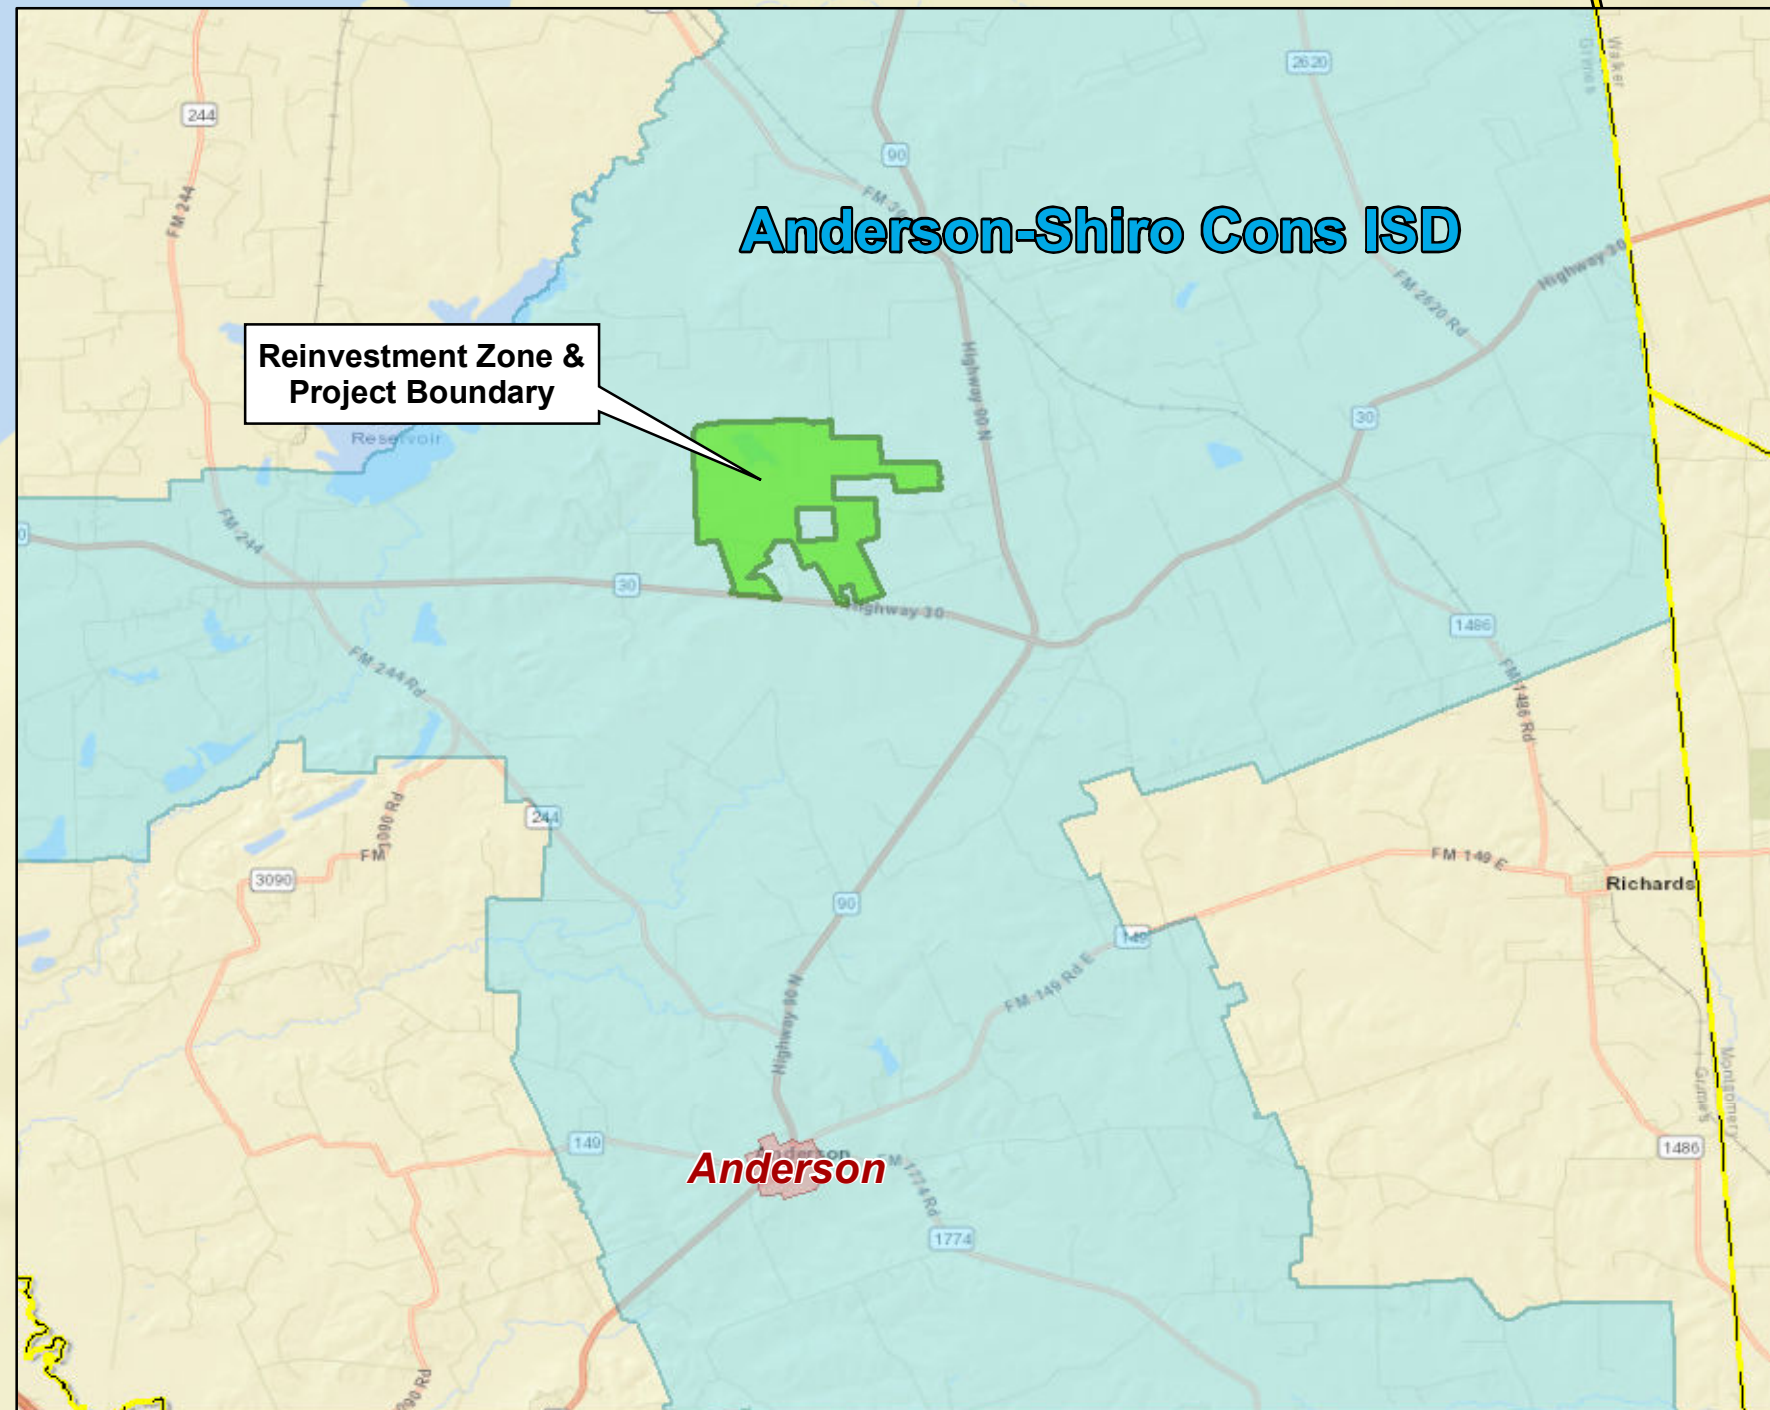 Walker
Grimes
2620
244
90
FM 244
Anderson-Shiro Cons ISD
Highway 30
FM 2620 Rd
Reinvestment Zone &
Project Boundary
Highway 90 N
30
Reservoir
FM 244
30
Highway 30
1486
FM 244 Rd
FM 1486 Rd
244
FM 3090 Rd
FM 149 E
3090
Richards
90
149
FM 149 Rd E
Highway 90 N
Montgomery
Grimes
149
Anderson
Anderson
FM 1774 Rd
1486
1774